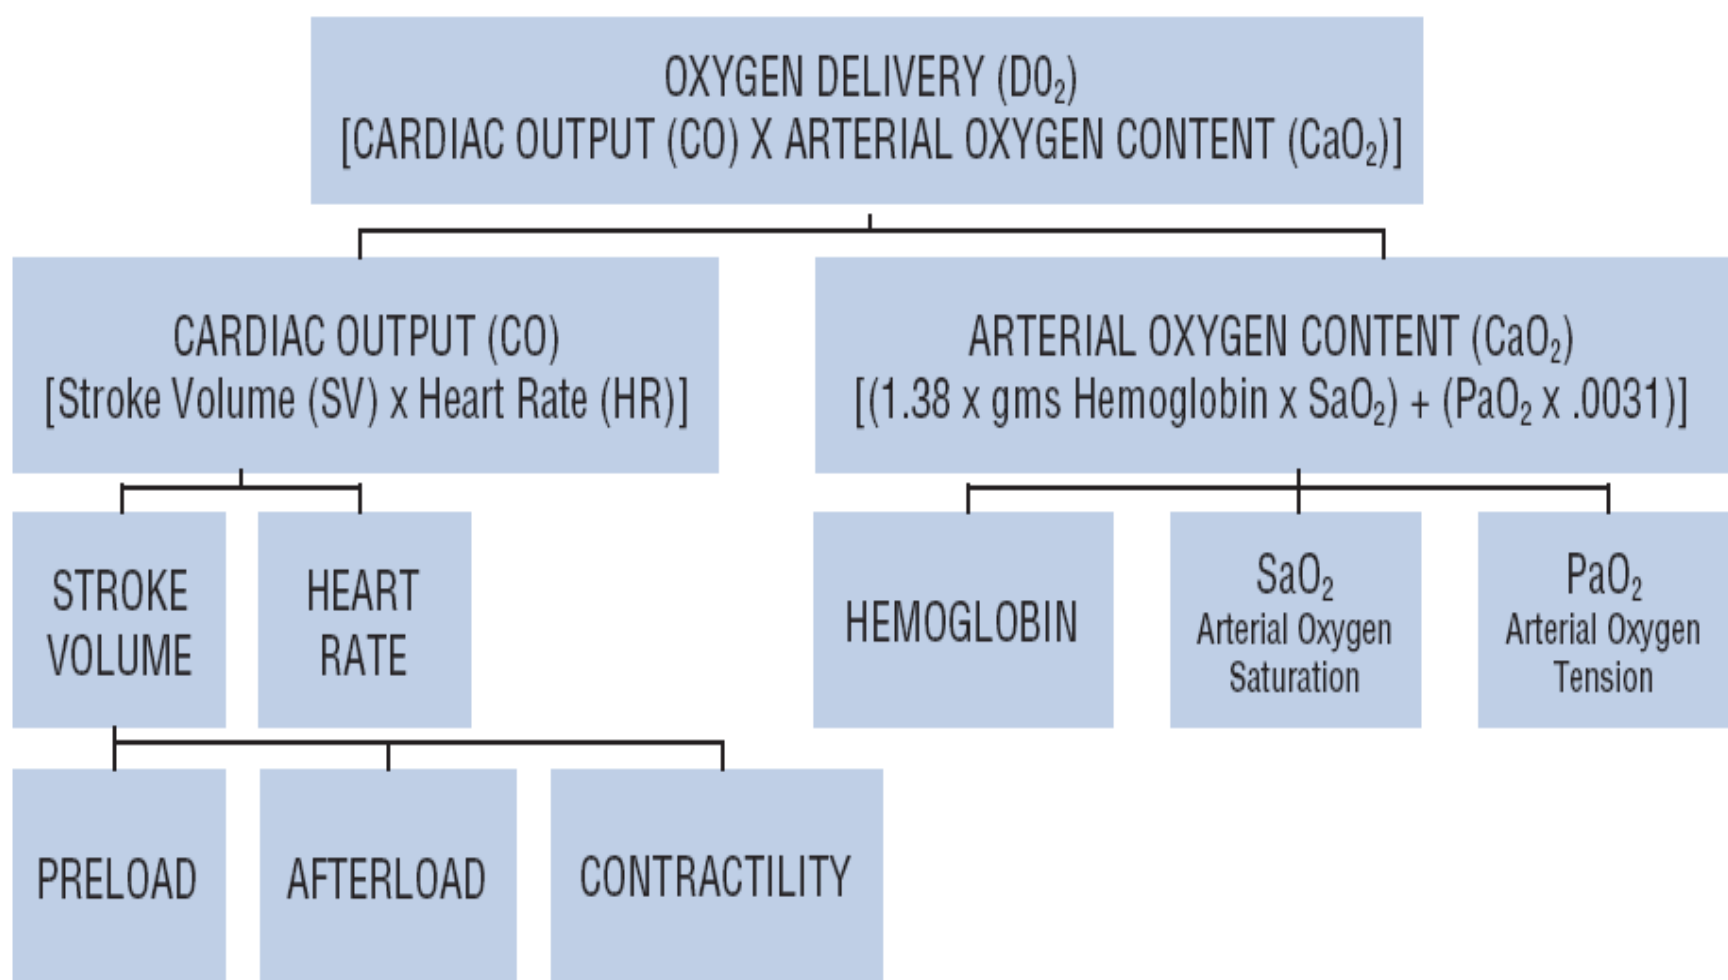 OXYGEN DELIVERY (D0₂)
[CARDIAC OUTPUT (CO) X ARTERIAL OXYGEN CONTENT (CaO₂)]
CARDIAC OUTPUT (CO)
[Stroke Volume (SV) x Heart Rate (HR)]
ARTERIAL OXYGEN CONTENT (CaO₂)
[(1.38 x gms Hemoglobin x SaO₂) + (PaO₂ x .0031)]
STROKE
VOLUME
HEART
RATE
HEMOGLOBIN
SaO₂
Arterial Oxygen
Saturation
PaO₂
Arterial Oxygen
Tension
PRELOAD
AFTERLOAD
CONTRACTILITY